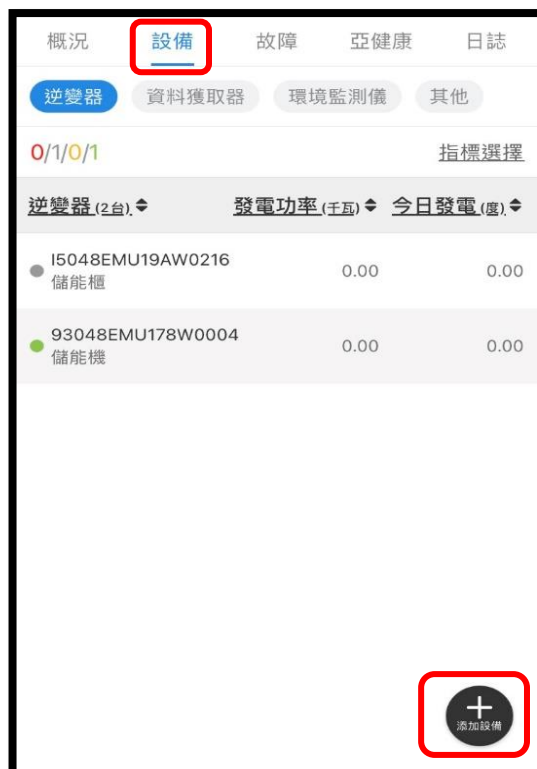 概況 設備 故障 亞健康 日誌
逆變器 資料獲取器 環境監測儀 其他
0/1/0/1 指標選擇
逆變器(2台) 發電功率(千瓦) 今日發電(度)
I5048EMU19AW0216
儲能櫃 0.00 0.00
93048EMU178W0004
儲能機 0.00 0.00
添加設備